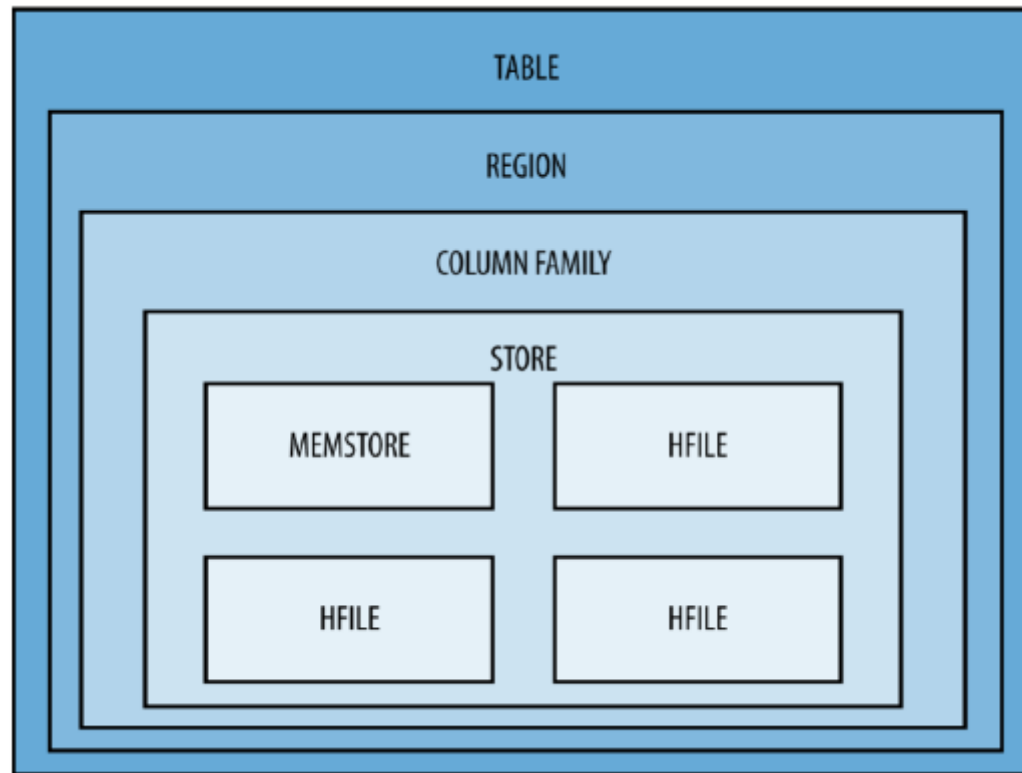 TABLE
REGION
COLUMN FAMILY
STORE
MEMSTORE
HFILE
HFILE
HFILE